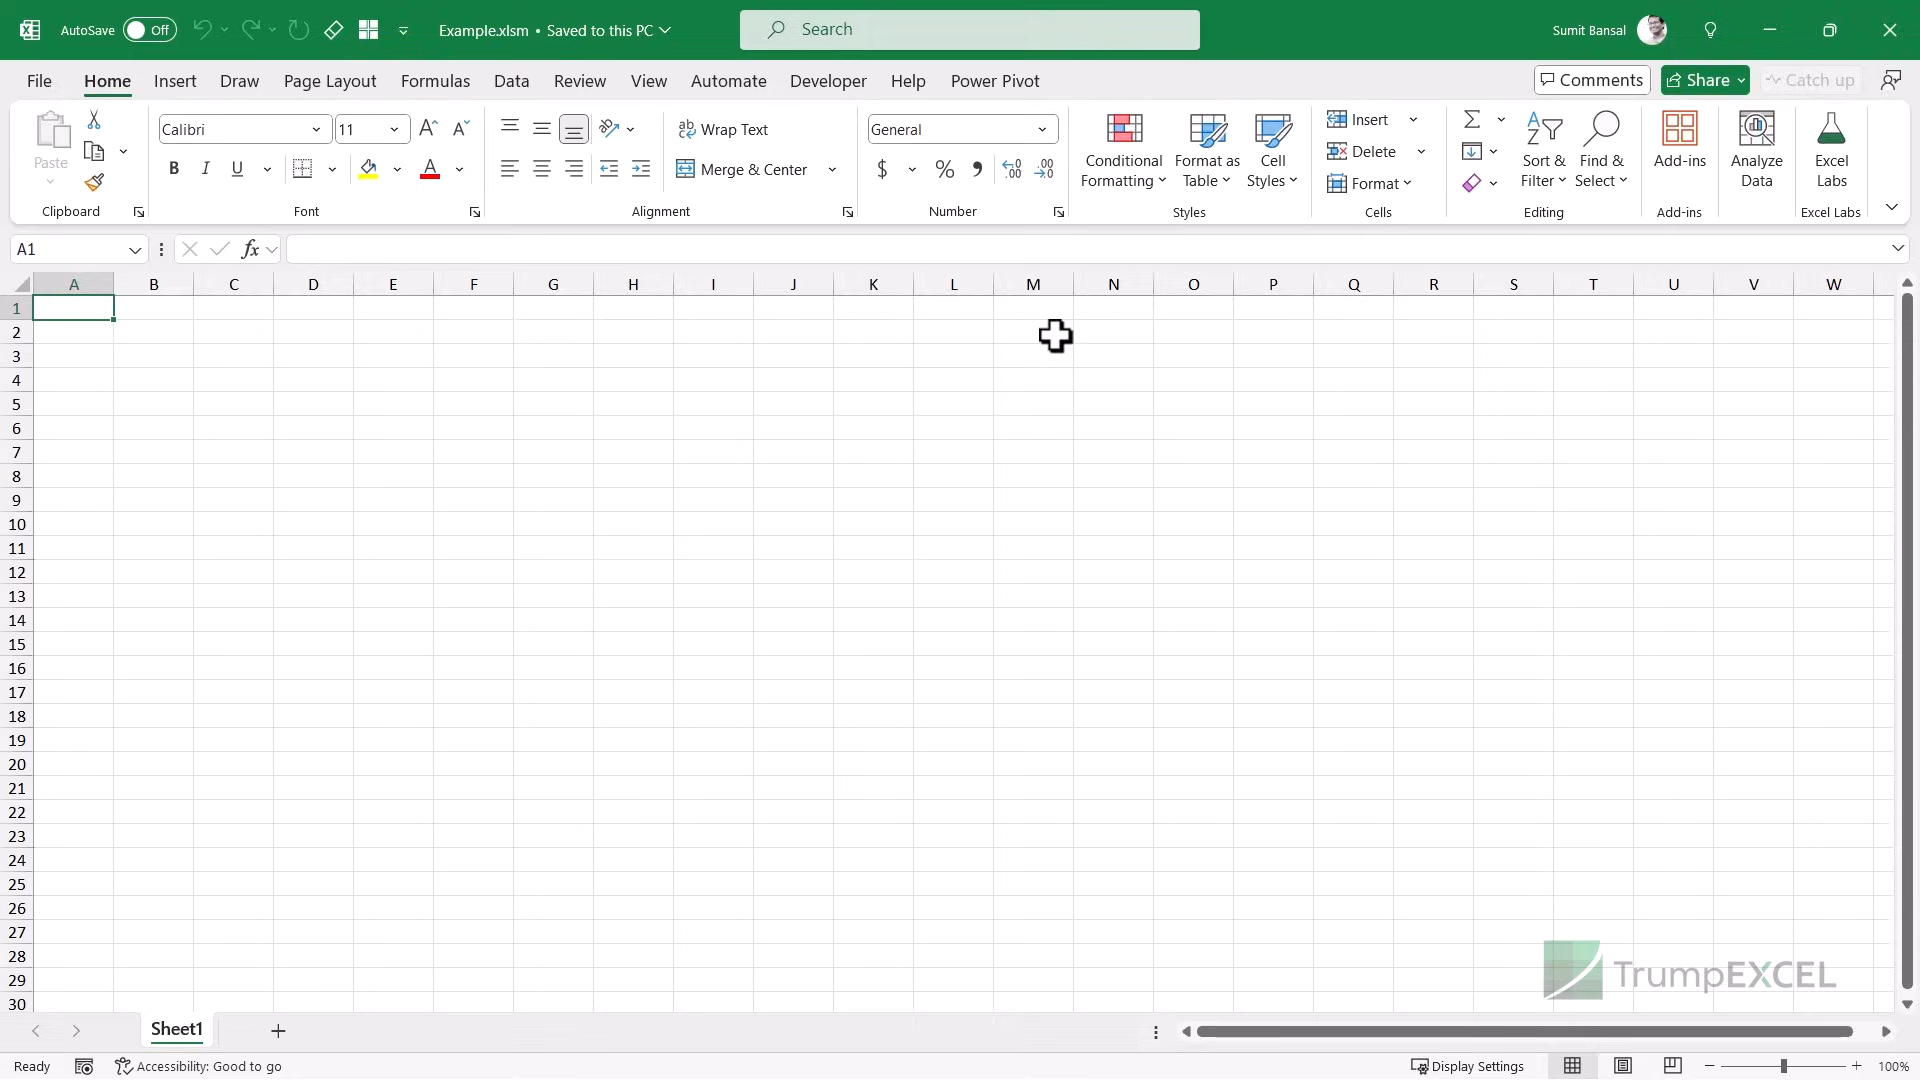 AutoSave Off Example.xlsm • Saved to this PC Search Sumit Bansal
File Home Insert Draw Page Layout Formulas Data Review View Automate Developer Help Power Pivot Comments Share Catch up
Paste
Clipboard
Calibri 11
B I U A
Font
ab Wrap Text
Merge & Center
Alignment
General
$ % 9 .00 .00
Number
Conditional Formatting
Format as Table
Cell Styles
Styles
Insert
Delete
Format
Cells
Sort & Filter
Find & Select
Editing
Add-ins
Add-ins
Analyze Data
Excel Labs
Excel Labs
A1 fx
A B C D E F G H I J K L M N O P Q R S T U V W
1
2
3
4
5
6
7
8
9
10
11
12
13
14
15
16
17
18
19
20
21
22
23
24
25
26
27
28
29
30
TrumpEXCEL
Sheet1
Ready Accessibility: Good to go Display Settings 100%